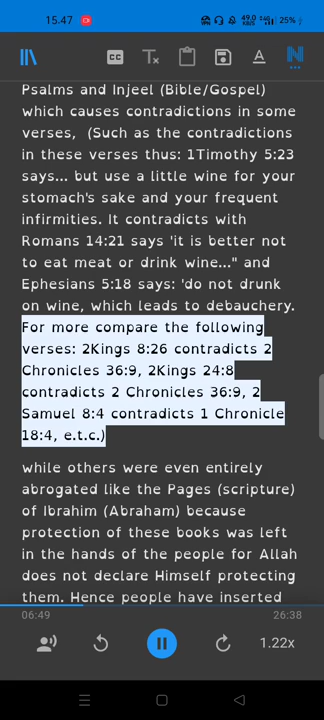 15.47
49.0
KB/S
25%
CC
T
A
N
Psalms and Injeel (Bible/Gospel)
which causes contradictions in some
verses, (Such as the contradictions
in these verses thus: 1Timothy 5:23
says... but use a little wine for your
stomach's sake and your frequent
infirmities. It contradicts with
Romans 14:21 says 'it is better not
to eat meat or drink wine..." and
Ephesians 5:18 says: 'do not drunk
on wine, which leads to debauchery.
For more compare the following
verses: 2Kings 8:26 contradicts 2
Chronicles 36:9, 2Kings 24:8
contradicts 2 Chronicles 36:9, 2
Samuel 8:4 contradicts 1 Chronicle
18:4, e.t.c.)
while others were even entirely
abrogated like the Pages (scripture)
of Ibrahim (Abraham) because
protection of these books was left
in the hands of the people for Allah
does not declare Himself protecting
them. Hence people have inserted
06:49
26:38
1.22x